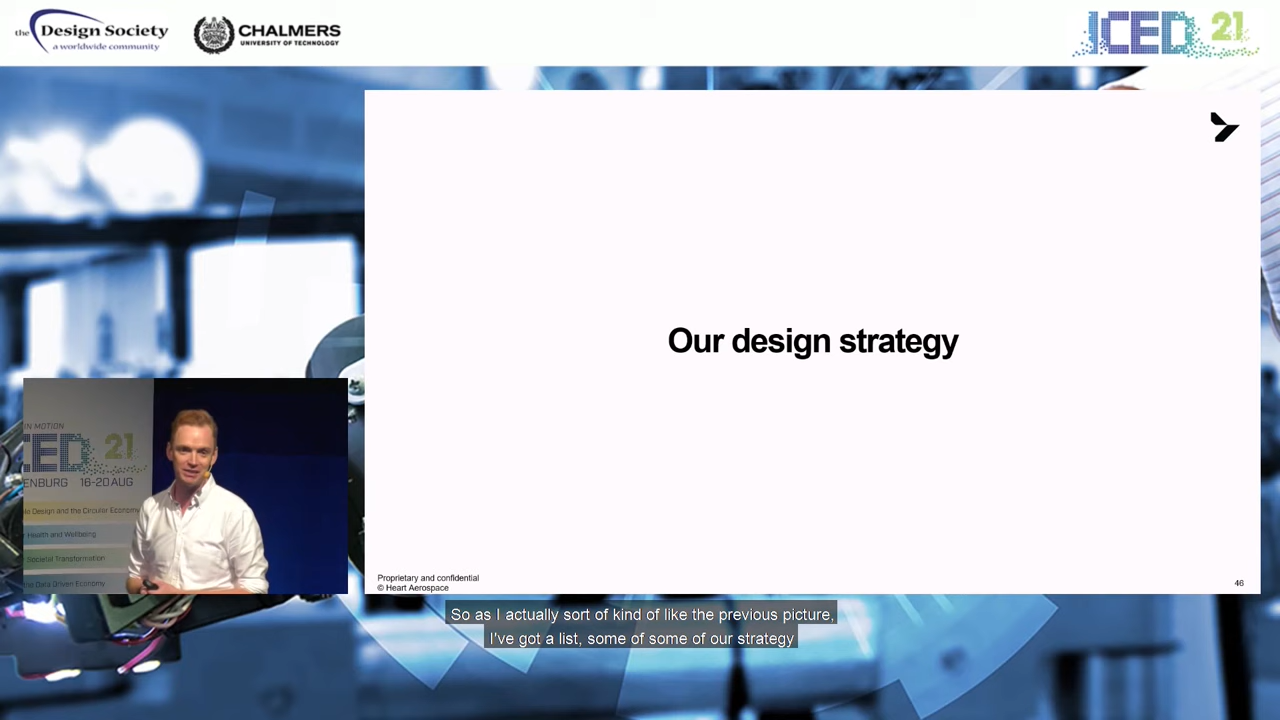 the Design Society
a worldwide community
CHALMERS
UNIVERSITY OF TECHNOLOGY
ICED 21
Our design strategy
IN MOTION
CED 21
ENBURG 16-20 AUG
Design and the Circular Economy
Health and Wellbeing
Societal Transformation
Data Driven Economy
Proprietary and confidential
© Heart Aerospace
46
So as I actually sort of kind of like the previous picture,
I've got a list, some of some of our strategy